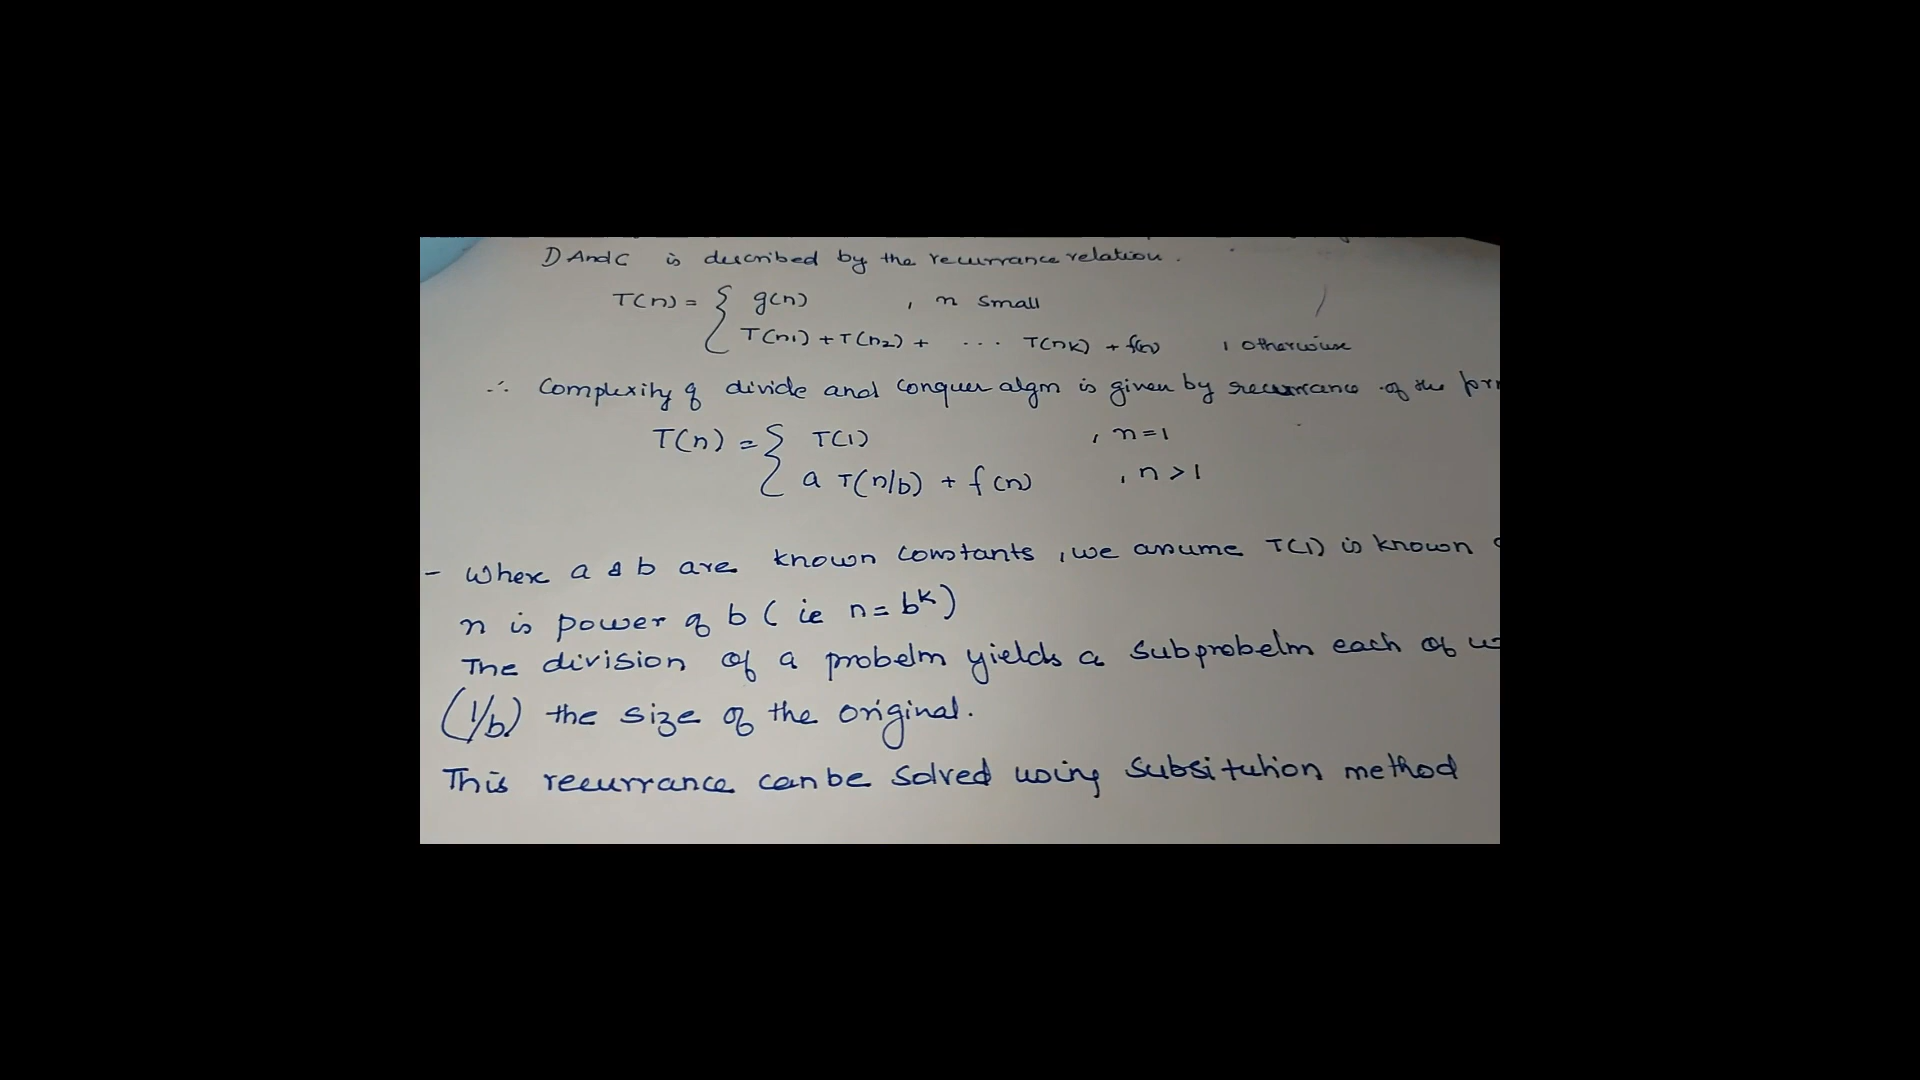 DAndC is described by the recurrance relation.
T(n) = { g(n) , n small
T(n1) + T(n2) + ... T(nk) + f(n) , otherwise
∴ Complexity of divide and conquer algm is given by recurrance of the
T(n) = { T(1) , n=1
a T(n/b) + f(n) , n>1
- Where a & b are known constants, we assume T(1) is known
n is power of b (ie n = b^k)
The division of a probelm yields a subprobelm each of
(1/b) the size of the original.
This recurrance can be solved using subsitution method